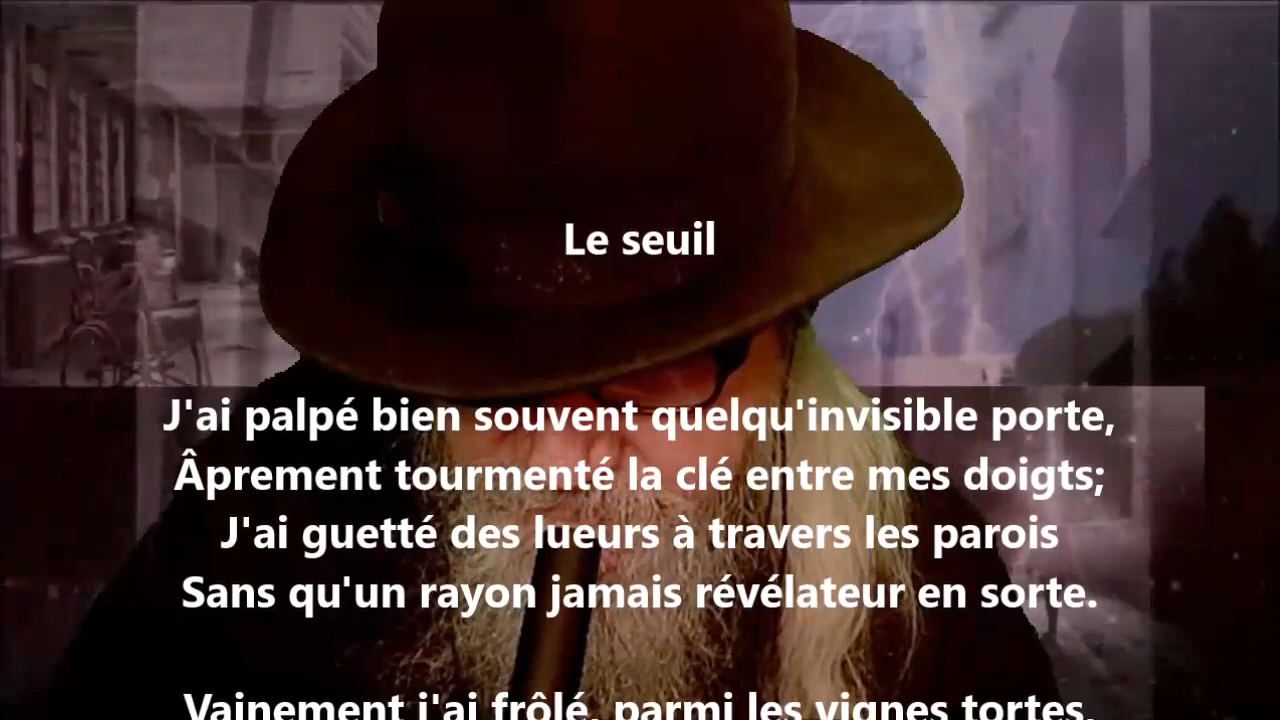 Le seuil
J'ai palpé bien souvent quelqu'invisible porte,
Âprement tourmenté la clé entre mes doigts;
J'ai guetté des lueurs à travers les parois
Sans qu'un rayon jamais révélateur en sorte.
Vainement j'ai frôlé, parmi les vignes tortes,